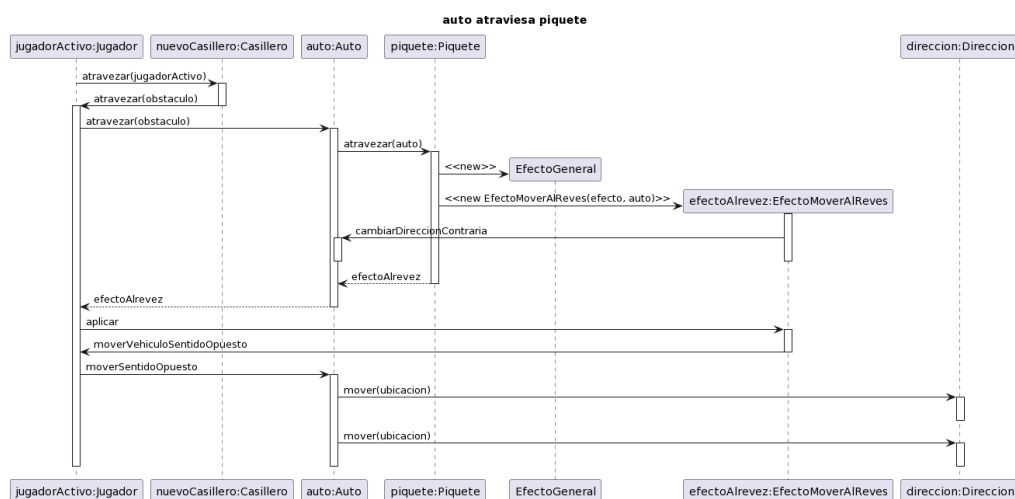 auto atraviesa piquete
jugadorActivo:Jugador nuevoCasillero:Casillero auto:Auto piquete:Piquete direccion:Direccion
atravezar(jugadorActivo)
atravezar(obstaculo)
atravezar(obstaculo)
atravezar(auto)
<<new>>
EfectoGeneral
<<new EfectoMoverAlReves(efecto, auto)>>
efectoAlrevez:EfectoMoverAlReves
cambiarDireccionContraria
efectoAlrevez
efectoAlrevez
aplicar
moverVehiculoSentidoOpuesto
moverSentidoOpuesto
mover(ubicacion)
mover(ubicacion)
jugadorActivo:Jugador nuevoCasillero:Casillero auto:Auto piquete:Piquete EfectoGeneral efectoAlrevez:EfectoMoverAlReves direccion:Direccion